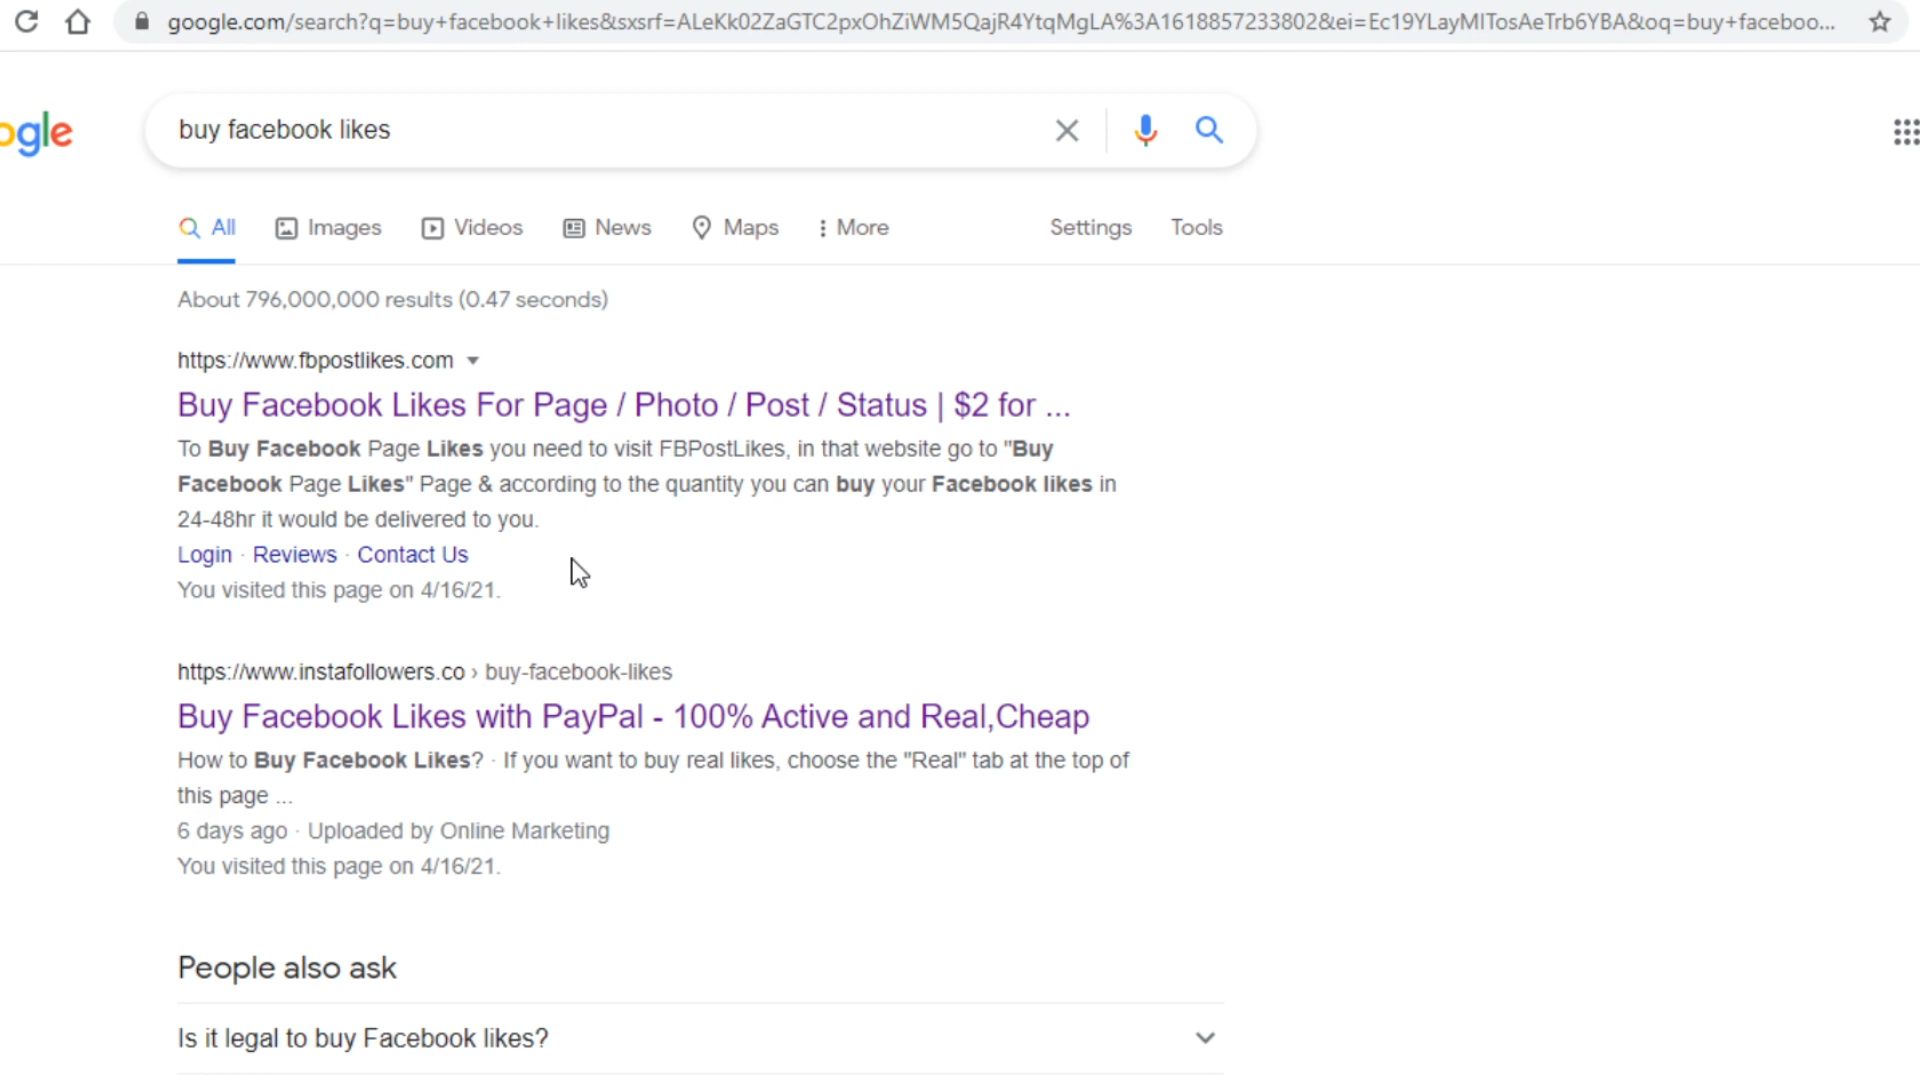 google.com/search?q=buy+facebook+likes&sxsrf=ALeKk02ZaGTC2pxOhZiWM5QajR4YtqMgLA%3A1618857233802&ei=Ec19YLayMITosAeTrb6YBA&oq=buy+faceboo...
ogle
buy facebook likes
All Images Videos News Maps More Settings Tools
About 796,000,000 results (0.47 seconds)
https://www.fbpostlikes.com
Buy Facebook Likes For Page / Photo / Post / Status | $2 for ...
To Buy Facebook Page Likes you need to visit FBPostLikes, in that website go to "Buy
Facebook Page Likes" Page & according to the quantity you can buy your Facebook likes in
24-48hr it would be delivered to you.
Login · Reviews · Contact Us
You visited this page on 4/16/21.
https://www.instafollowers.co › buy-facebook-likes
Buy Facebook Likes with PayPal - 100% Active and Real,Cheap
How to Buy Facebook Likes? · If you want to buy real likes, choose the "Real" tab at the top of
this page ...
6 days ago · Uploaded by Online Marketing
You visited this page on 4/16/21.
People also ask
Is it legal to buy Facebook likes?